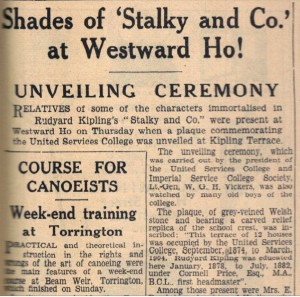 Shades of 'Stalky and Co.'
at Westward Ho!
UNVEILING CEREMONY
RELATIVES of some of the characters immortalised in
Rudyard Kipling's "Stalky and Co." were present at
Westward Ho on Thursday when a plaque commemorating
the United Services College was unveiled at Kipling Terrace.
COURSE FOR
CANOEISTS
Week-end training
at Torrington
PRACTICAL and theoretical in-
struction in the rights and
wrongs of the art of canoeing were
the main features of a week-end
course at Beam Weir, Torrington,
which finished on Sunday.
The unveiling ceremony, which
was carried out by the president of
the United Services College and
Imperial Service College Society,
Lt.-Gen. W. O. H. Vickers, was also
watched by many old boys of the
college.
The plaque, of grey-veined Welsh
stone and bearing a carved relief
replica of the school crest, was in-
scribed: "This terrace of 12 houses
was occupied by the United Services
College, September, 1874, to March,
1904. Rudyard Kipling was educated
here January, 1878, to July, 1882,
under Cormell Price, Esq., M.A.,
B.C.L. first headmaster".
Among those present were Mrs. E.